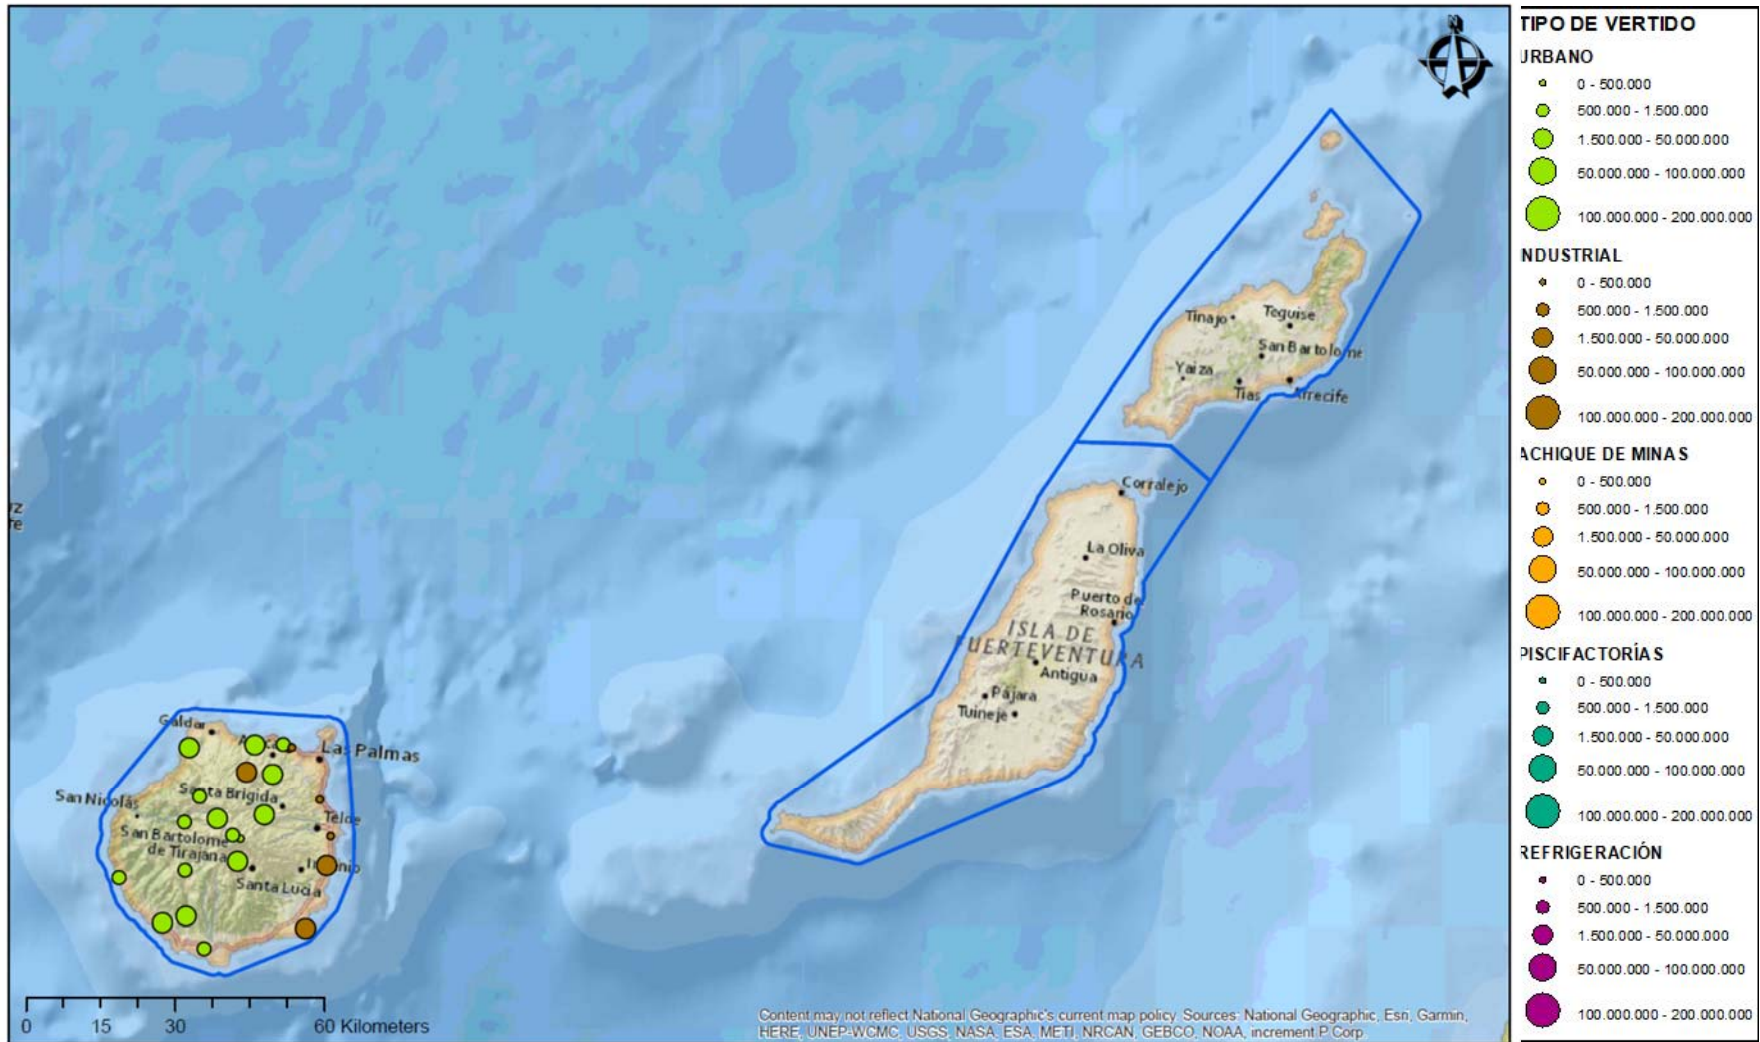 N
Tinajo
Teguise
San Bartolomé
Yaiza
Tías
Arrecife
Corralejo
La Oliva
Puerto de
Rosario
ISLA DE
FUERTEVENTURA
Antigua
Pájara
Tuineje
Galdar
Las Palmas
Santa Brígida
San Nicolás
Telde
San Bartolomé
de Tirajana
Santa Lucía
0 15 30 60 Kilometers
Content may not reflect National Geographic's current map policy. Sources: National Geographic, Esri, Garmin,
HERE, UNEP-WCMC, USGS, NASA, ESA, METI, NRCAN, GEBCO, NOAA, increment P Corp.
TIPO DE VERTIDO
URBANO
0 - 500.000
500.000 - 1.500.000
1.500.000 - 50.000.000
50.000.000 - 100.000.000
100.000.000 - 200.000.000
INDUSTRIAL
0 - 500.000
500.000 - 1.500.000
1.500.000 - 50.000.000
50.000.000 - 100.000.000
100.000.000 - 200.000.000
ACHIQUE DE MINAS
0 - 500.000
500.000 - 1.500.000
1.500.000 - 50.000.000
50.000.000 - 100.000.000
100.000.000 - 200.000.000
PISCIFACTORÍAS
0 - 500.000
500.000 - 1.500.000
1.500.000 - 50.000.000
50.000.000 - 100.000.000
100.000.000 - 200.000.000
REFRIGERACIÓN
0 - 500.000
500.000 - 1.500.000
1.500.000 - 50.000.000
50.000.000 - 100.000.000
100.000.000 - 200.000.000